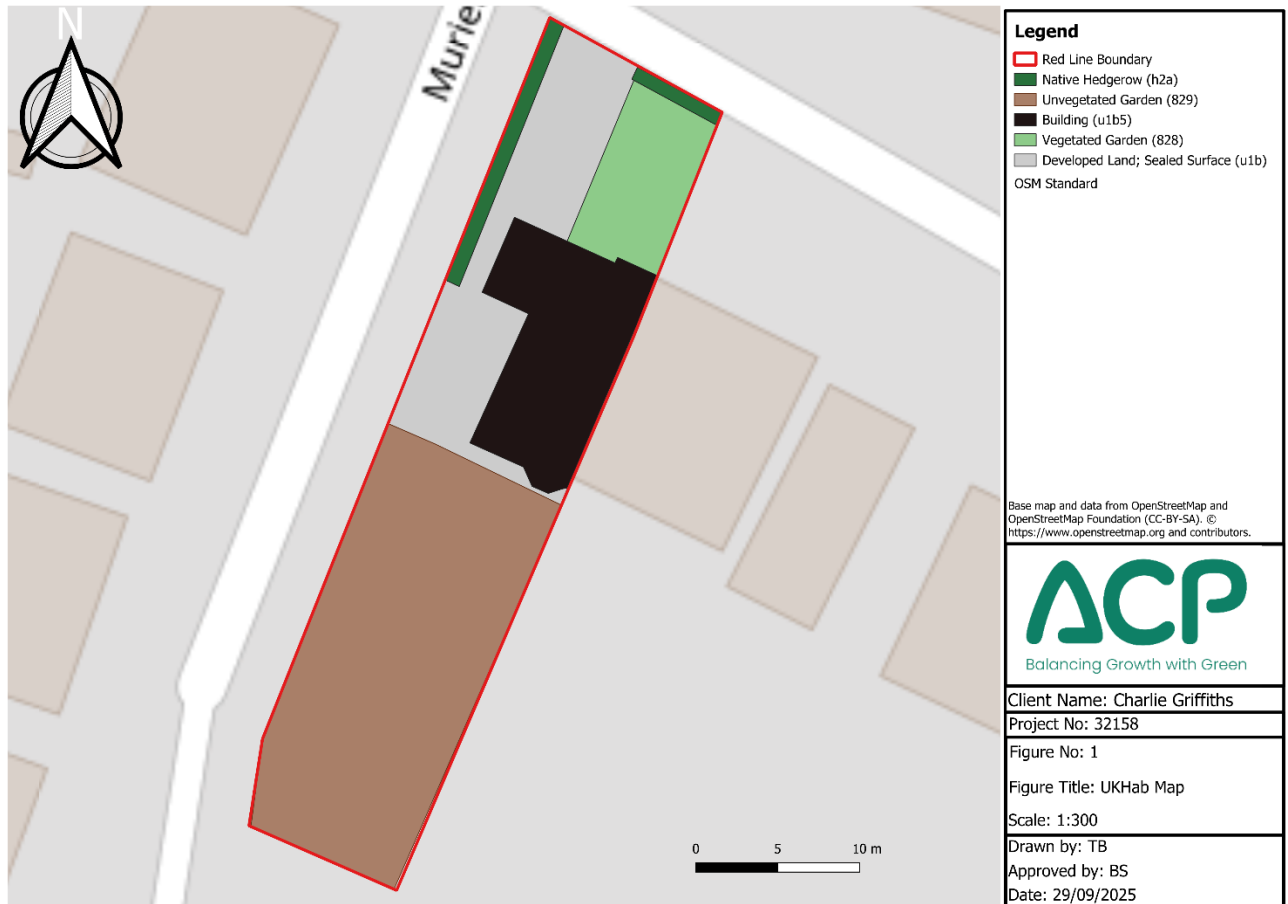 N
Murie
0 5 10 m
Legend
Red Line Boundary
Native Hedgerow (h2a)
Unvegetated Garden (829)
Building (u1b5)
Vegetated Garden (828)
Developed Land; Sealed Surface (u1b)
OSM Standard
Base map and data from OpenStreetMap and
OpenStreetMap Foundation (CC-BY-SA). ©
https://www.openstreetmap.org and contributors.
ACP
Balancing Growth with Green
Client Name: Charlie Griffiths
Project No: 32158
Figure No: 1
Figure Title: UKHab Map
Scale: 1:300
Drawn by: TB
Approved by: BS
Date: 29/09/2025